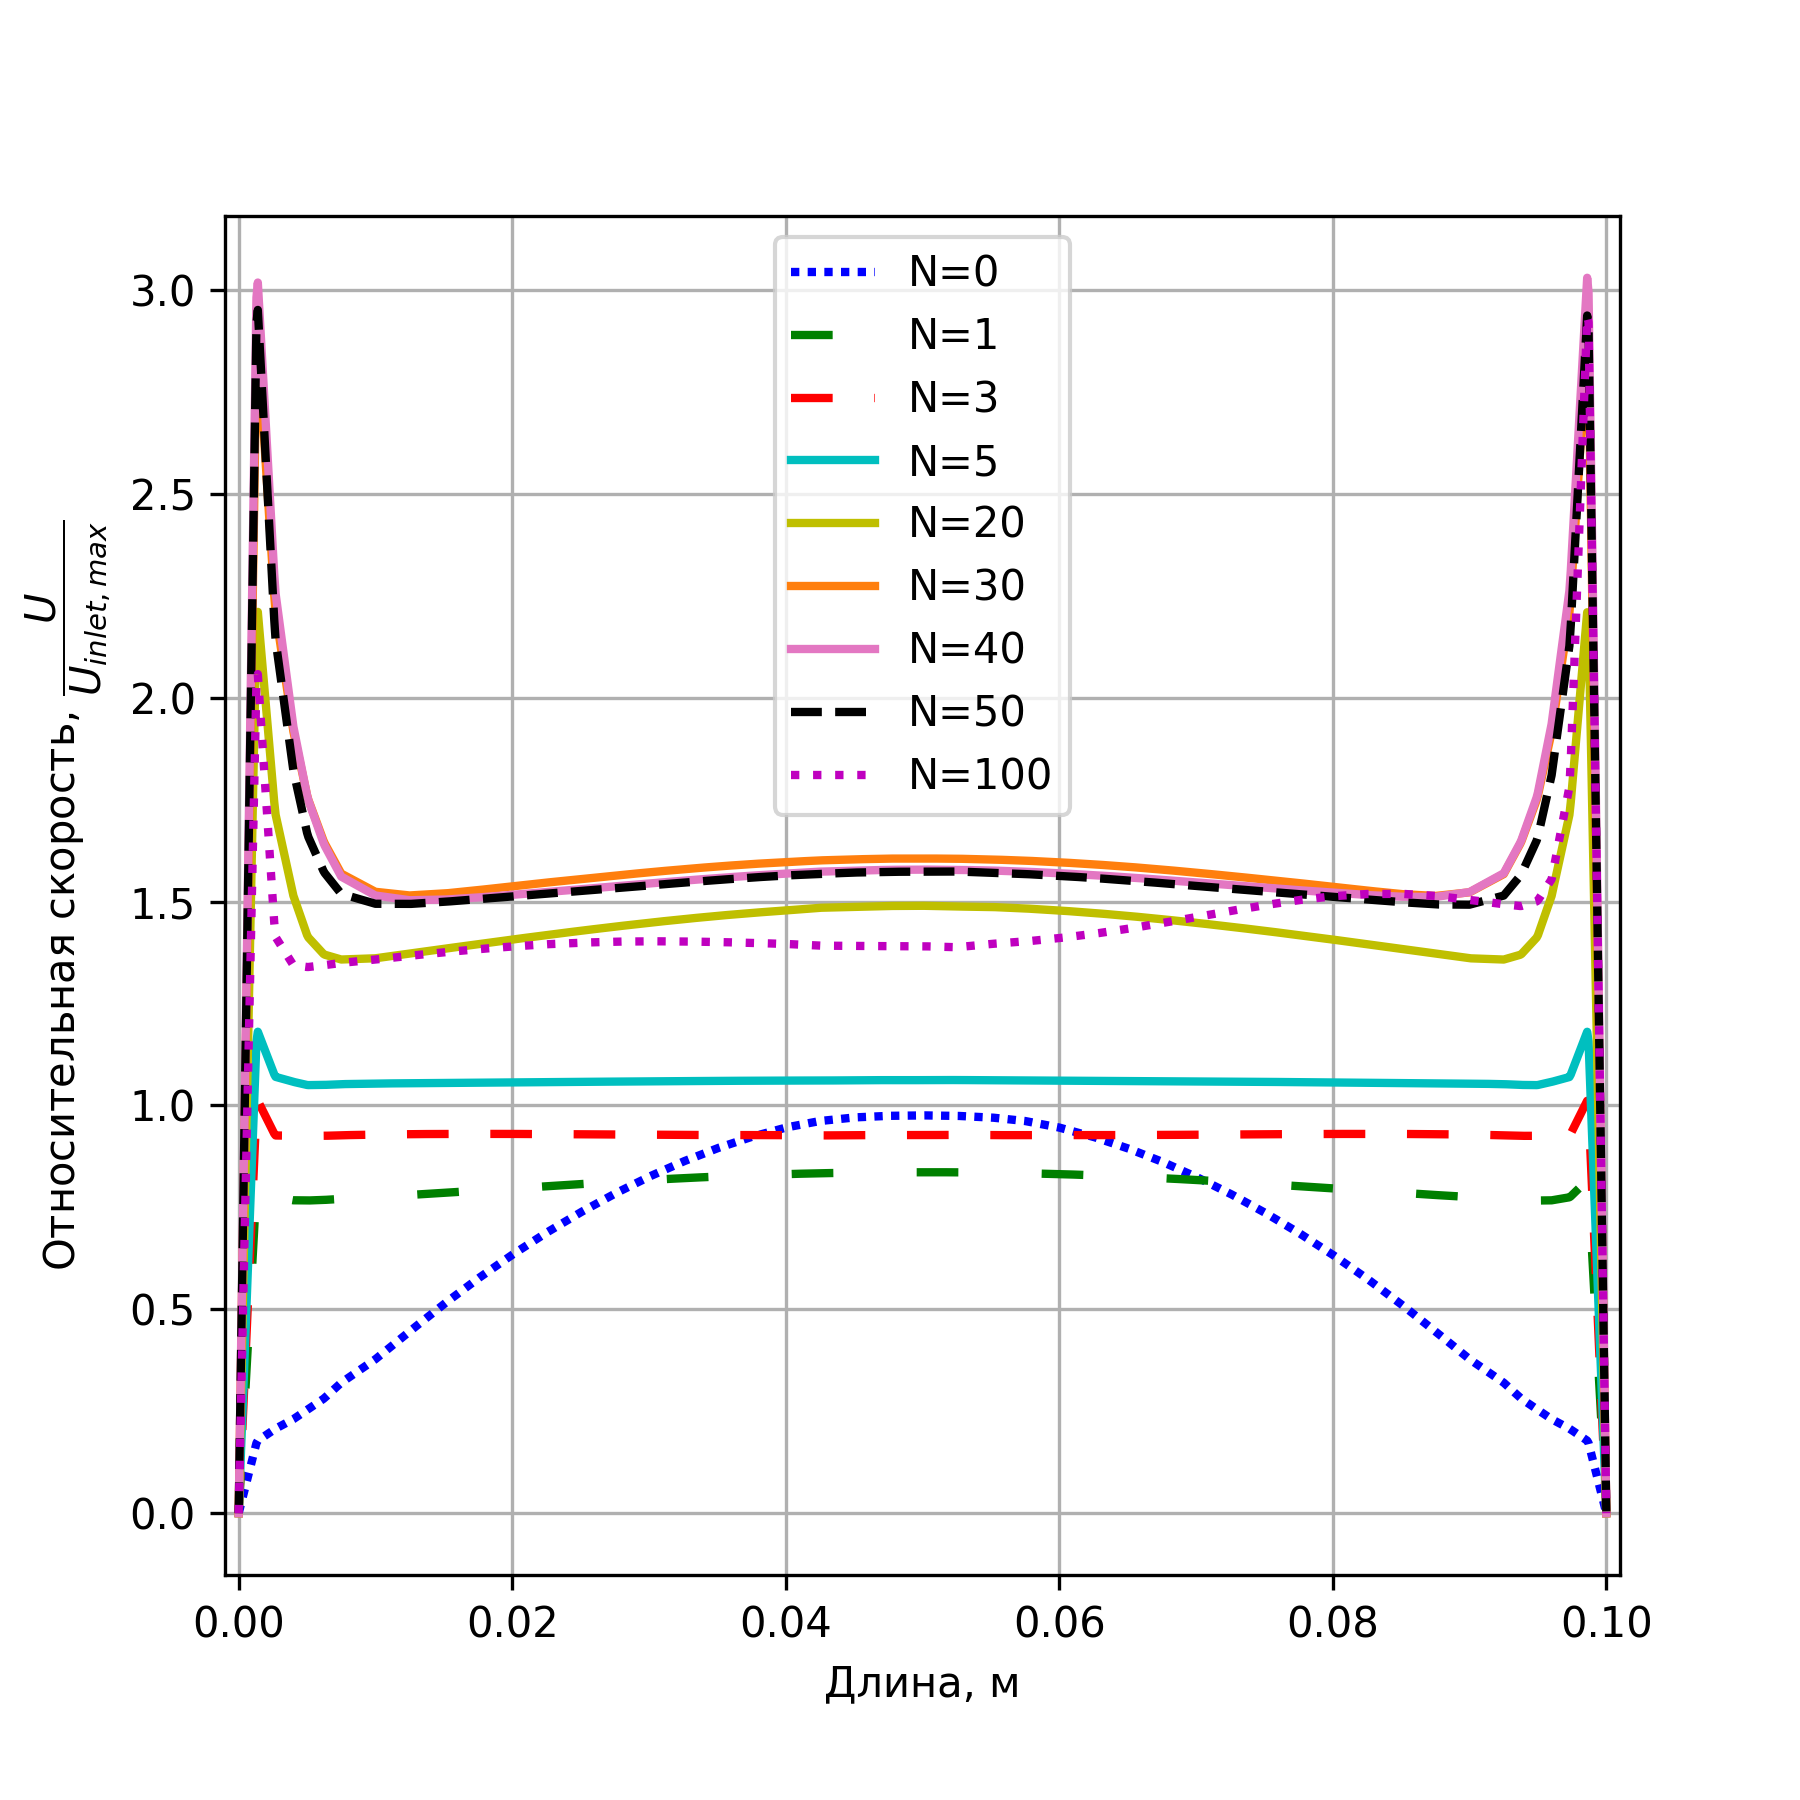 Относительная скорость, U / U_inlet,max
3.0
2.5
2.0
1.5
1.0
0.5
0.0
N=0
N=1
N=3
N=5
N=20
N=30
N=40
N=50
N=100
0.00 0.02 0.04 0.06 0.08 0.10
Длина, м